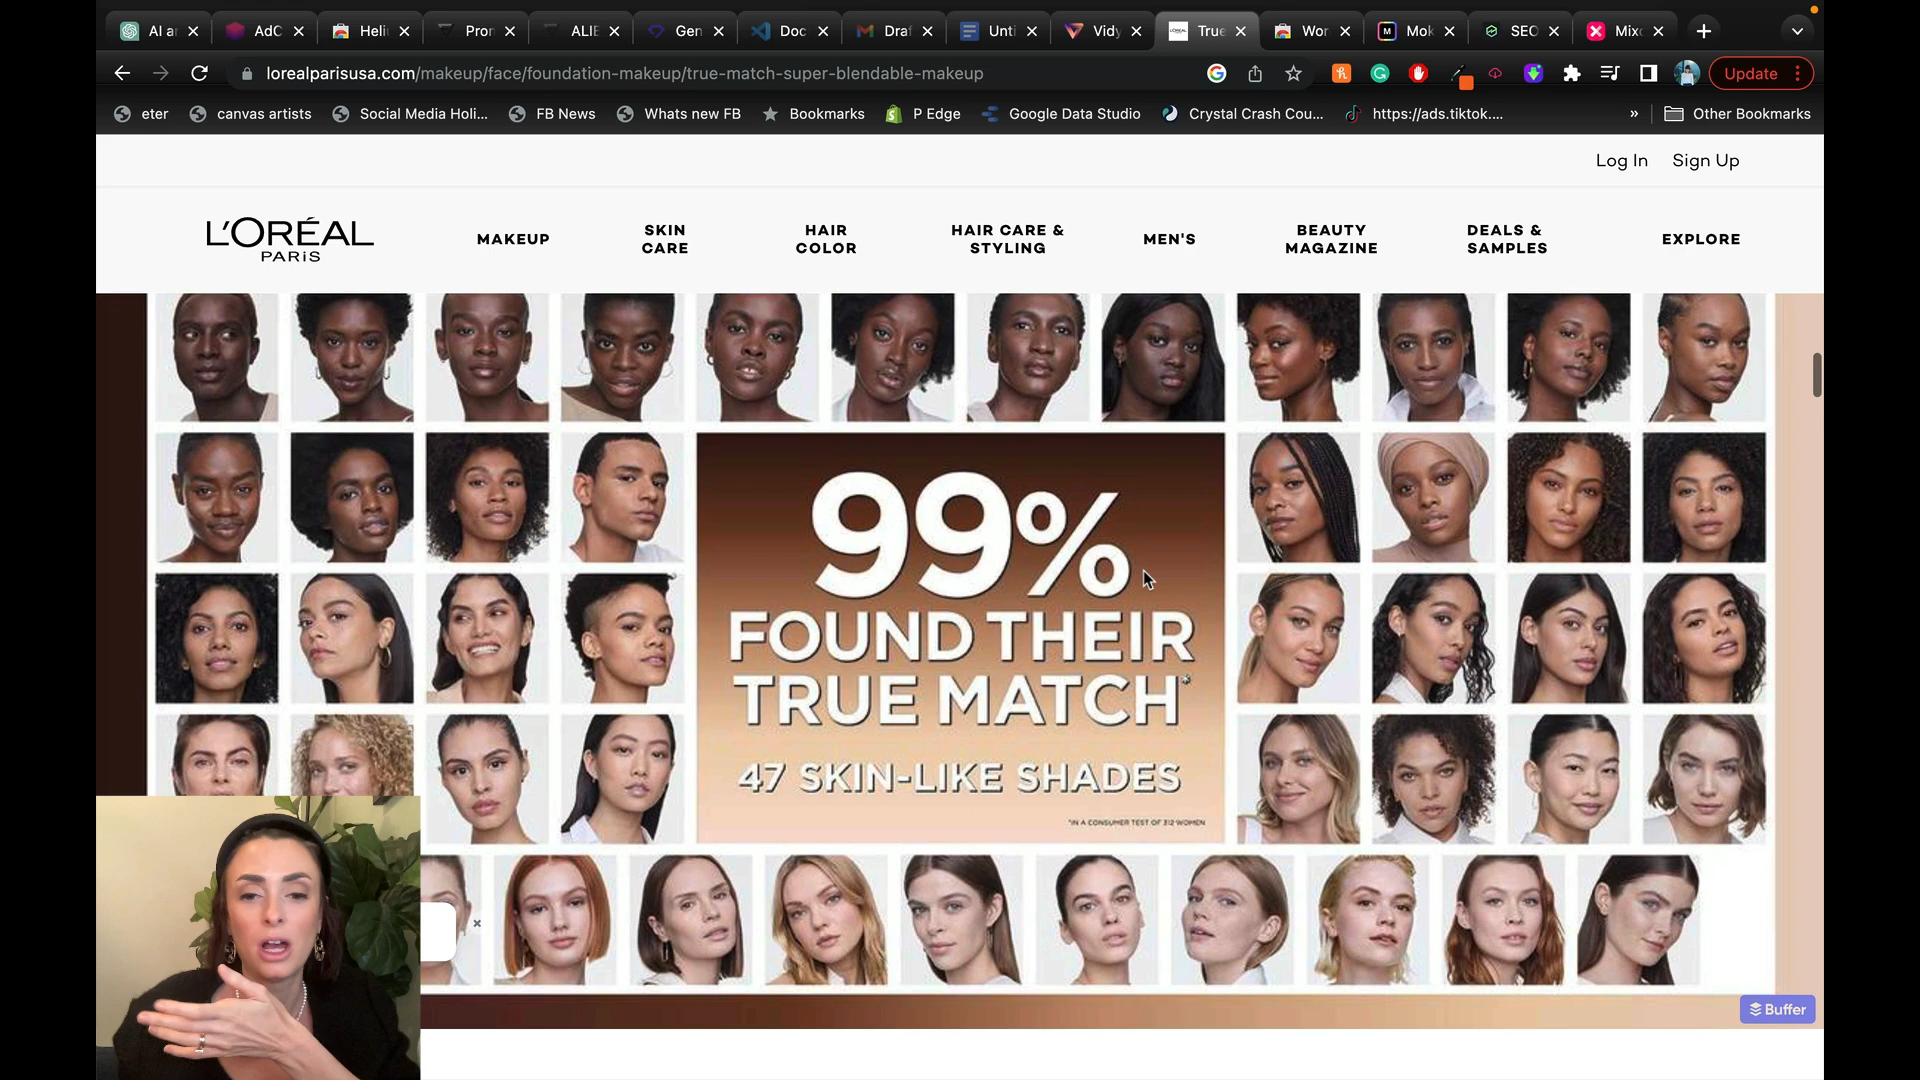 AI ar
AdC
Heli
Pron
ALIE
Gen
Doc
Draf
Unti
Vidy
True
Wor
Mok
SEO
Mixc
lorealparisusa.com/makeup/face/foundation-makeup/true-match-super-blendable-makeup
Update
eter
canvas artists
Social Media Holi...
FB News
Whats new FB
Bookmarks
P Edge
Google Data Studio
Crystal Crash Cou...
https://ads.tiktok....
»
Other Bookmarks
Log In
Sign Up
L'ORÉAL
PARiS
MAKEUP
SKIN
CARE
HAIR
COLOR
HAIR CARE &
STYLING
MEN'S
BEAUTY
MAGAZINE
DEALS &
SAMPLES
EXPLORE
99%
FOUND THEIR
TRUE MATCH*
47 SKIN-LIKE SHADES
*IN A CONSUMER TEST OF 312 WOMEN
Buffer